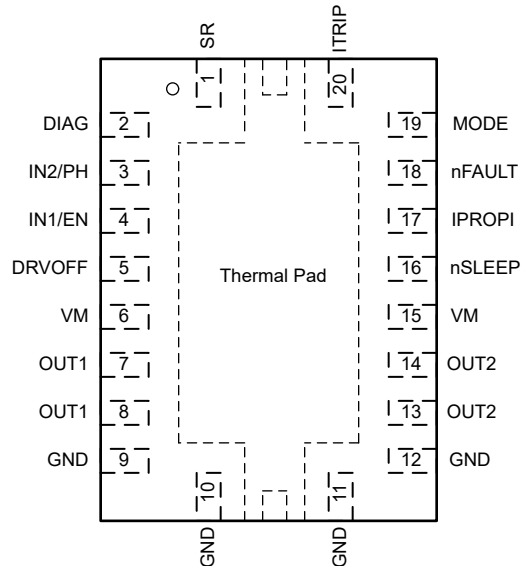 SR
ITRIP
1
20
DIAG 2
19 MODE
IN2/PH 3
18 nFAULT
IN1/EN 4
17 IPROPI
DRVOFF 5
Thermal Pad
16 nSLEEP
VM 6
15 VM
OUT1 7
14 OUT2
OUT1 8
13 OUT2
GND 9
12 GND
10
11
GND
GND